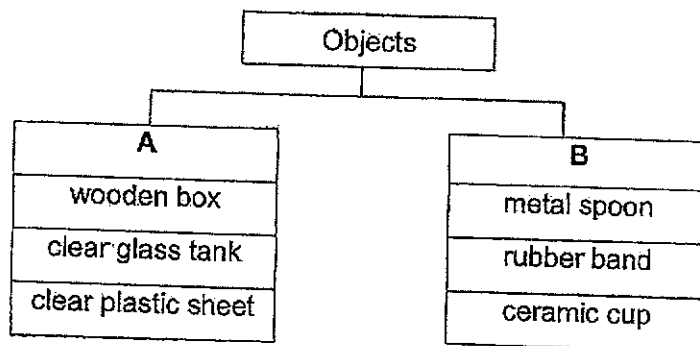 Objects
A
wooden box
clear glass tank
clear plastic sheet
B
metal spoon
rubber band
ceramic cup